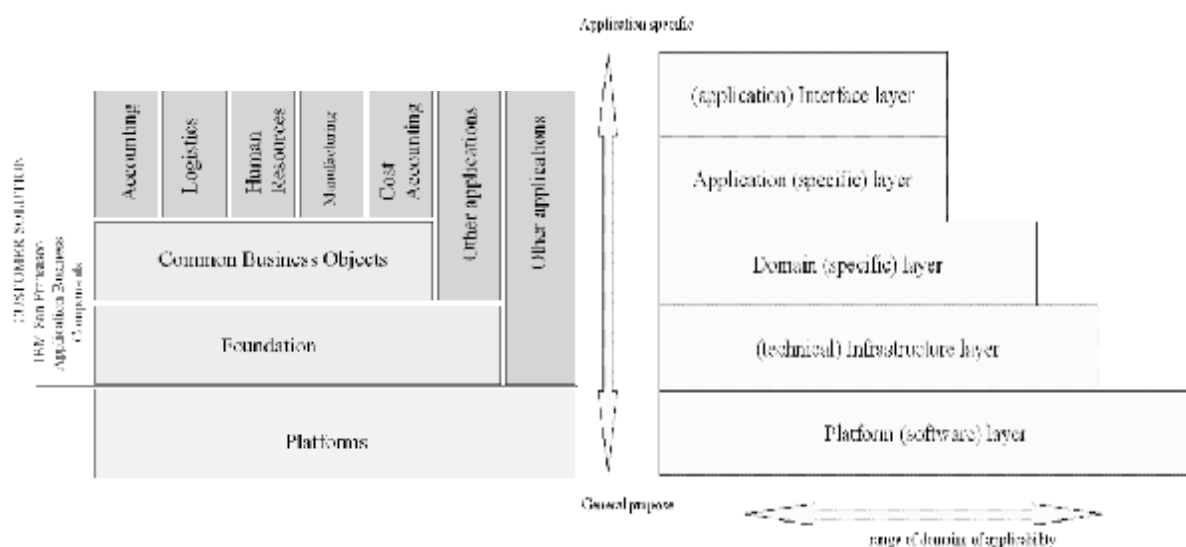 Application specific
Accounting
Logistics
Human
Resources
Manufacturing
Cost
Accounting
Other applications
Other applications
Common Business Objects
Foundation
Platforms
CUSTOMER SOLUTION
IBM San Francisco
Application Business
Components
(application) Interface layer
Application (specific) layer
Domain (specific) layer
(technical) Infrastructure layer
Platform (software) layer
General propose
range of domains of applicability